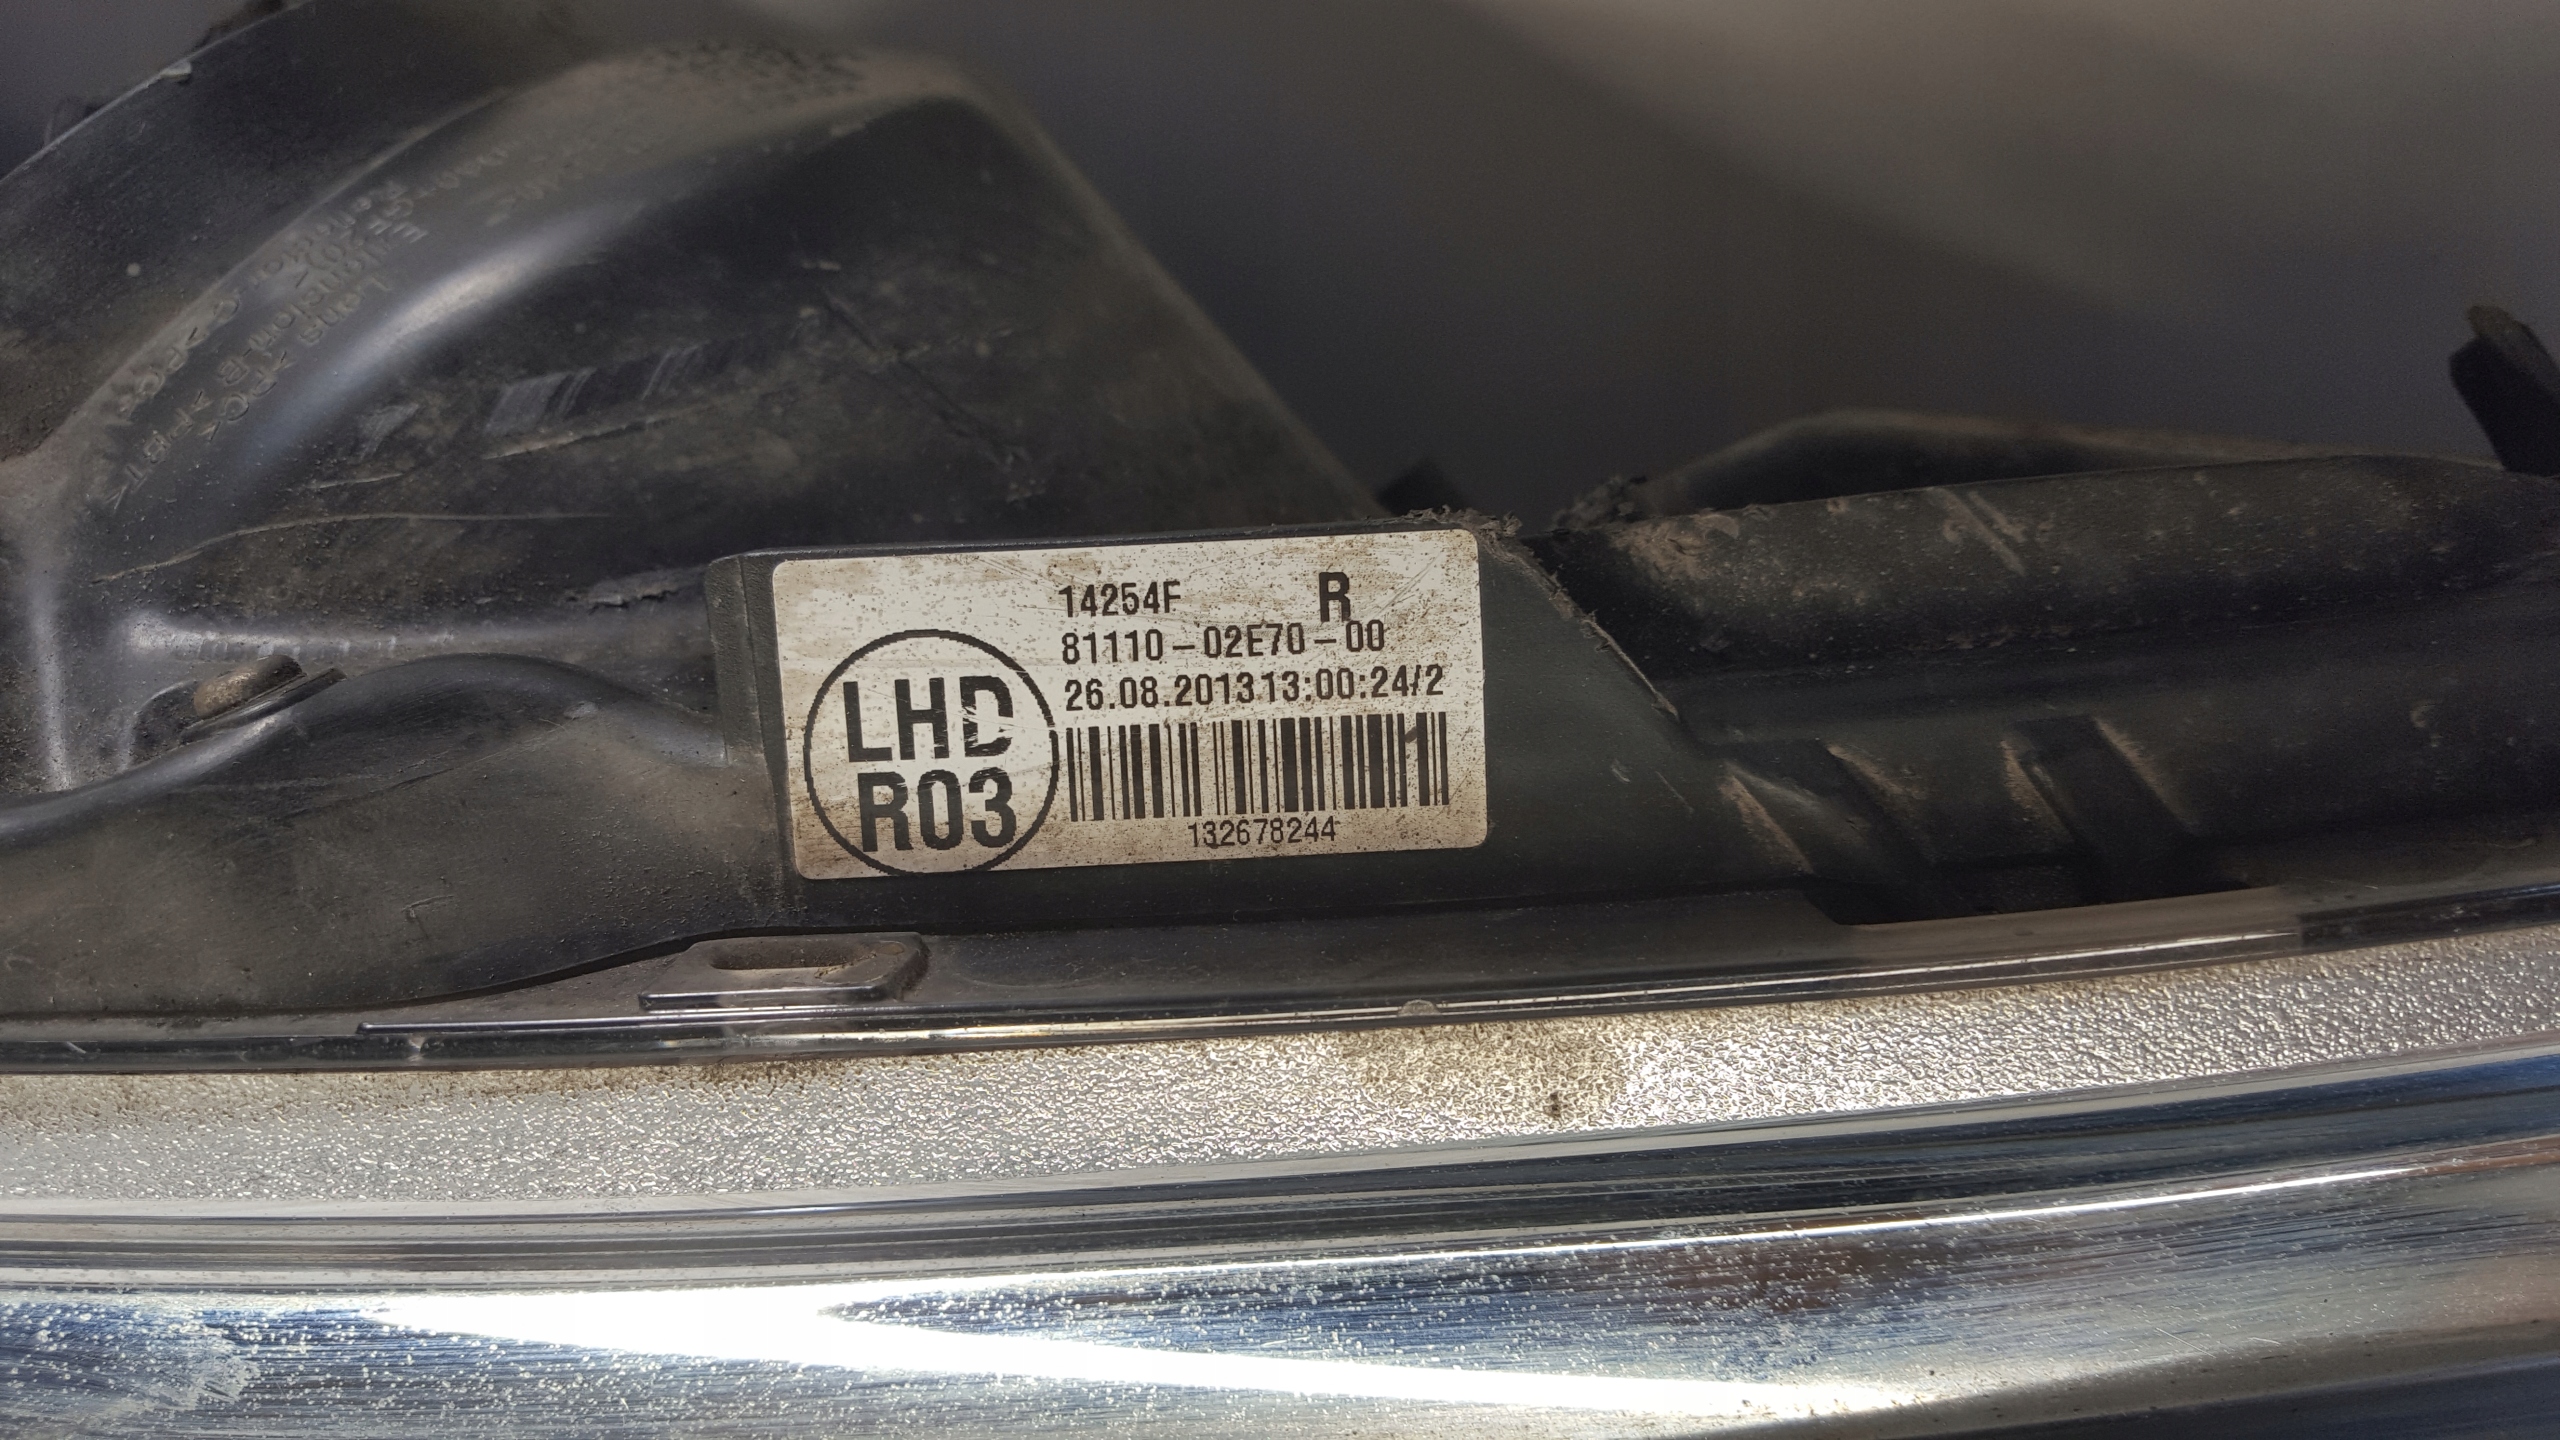 14254F R
81110-02E70-00
26.08.2013 13:00:24/2
LHD
R03
132678244